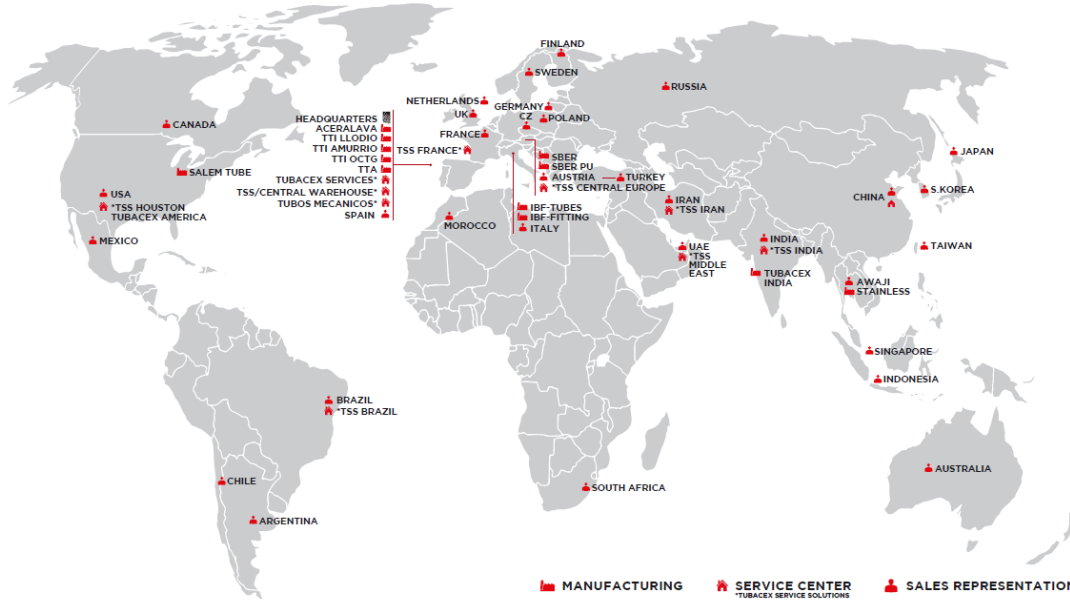 FINLAND
SWEDEN
RUSSIA
NETHERLANDS
GERMANY
UK
CZ
POLAND
FRANCE
TSS FRANCE*
CANADA
SALEM TUBE
USA
*TSS HOUSTON
TUBACEX AMERICA
MEXICO
HEADQUARTERS
ACERALAVA
TTI LLODIO
TTI AMURRIO
TTI OCTG
TTA
TUBACEX SERVICES*
TSS/CENTRAL WAREHOUSE*
TUBOS MECANICOS*
SPAIN
SBER
SBER PU
AUSTRIA
TURKEY
*TSS CENTRAL EUROPE
IBF-TUBES
IBF-FITTING
ITALY
MOROCCO
IRAN
*TSS IRAN
UAE
*TSS
MIDDLE
EAST
INDIA
*TSS INDIA
TUBACEX
INDIA
CHINA
JAPAN
S.KOREA
TAIWAN
AWAJI
STAINLESS
SINGAPORE
INDONESIA
BRAZIL
*TSS BRAZIL
CHILE
ARGENTINA
SOUTH AFRICA
AUSTRALIA
MANUFACTURING
SERVICE CENTER
*TUBACEX SERVICE SOLUTIONS
SALES REPRESENTATION